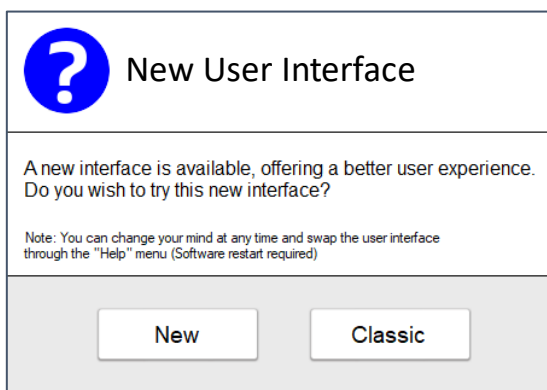 ?
New User Interface
A new interface is available, offering a better user experience.
Do you wish to try this new interface?
Note: You can change your mind at any time and swap the user interface
through the "Help" menu (Software restart required)
New
Classic